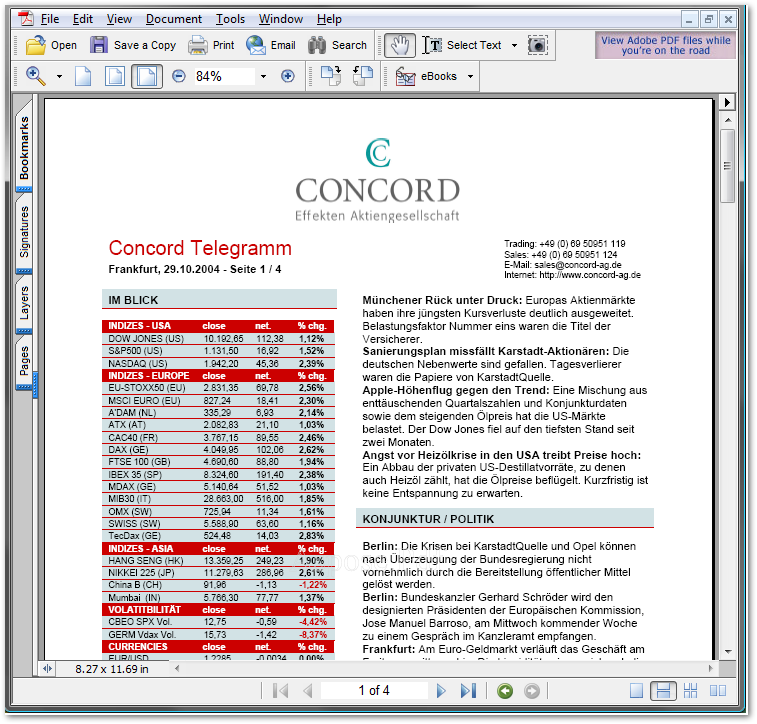 File Edit View Document Tools Window Help
Open Save a Copy Print Email Search Select Text
View Adobe PDF files while
you're on the road
84% eBooks
Bookmarks
Signatures
Layers
Pages
CONCORD
Effekten Aktiengesellschaft
Concord Telegramm
Frankfurt, 29.10.2004 - Seite 1 / 4
Trading: +49 (0) 69 50951 119
Sales: +49 (0) 69 50951 124
E-Mail: sales@concord-ag.de
Internet: http://www.concord-ag.de
IM BLICK
INDIZES - USA close net. % chg.
DOW JONES (US) 10.192,65 112,38 1,12%
S&P500 (US) 1.131,50 16,92 1,52%
NASDAQ (US) 1.942,20 45,36 2,39%
INDIZES - EUROPE close net. % chg.
EU-STOXX50 (EU) 2.831,35 69,78 2,56%
MSCI EURO (EU) 827,24 18,41 2,30%
A'DAM (NL) 335,29 6,93 2,14%
ATX (AT) 2.082,83 21,10 1,03%
CAC40 (FR) 3.767,15 89,55 2,46%
DAX (GE) 4.049,95 102,06 2,62%
FTSE 100 (GB) 4.690,60 88,80 1,94%
IBEX 35 (SP) 8.324,60 191,40 2,38%
MDAX (GE) 5.140,64 51,52 1,03%
MIB30 (IT) 28.663,00 516,00 1,85%
OMX (SW) 725,94 11,34 1,61%
SWISS (SW) 5.588,90 63,60 1,16%
TecDax (GE) 524,48 14,03 2,83%
INDIZES - ASIA close net. % chg.
HANG SENG (HK) 13.359,25 249,23 1,90%
NIKKEI 225 (JP) 11.279,63 286,96 2,61%
China B (CH) 91,96 -1,13 -1,22%
Mumbai (IN) 5.766,30 77,77 1,37%
VOLATITBILITÄT close net. % chg.
CBEO SPX Vol. 12,75 -0,59 -4,42%
GERM Vdax Vol. 15,73 -1,42 -8,37%
CURRENCIES close net. % chg.
EUR/USD 1,2285 -0,0034 0,00%
Münchener Rück unter Druck: Europas Aktienmärkte
haben ihre jüngsten Kursverluste deutlich ausgeweitet.
Belastungsfaktor Nummer eins waren die Titel der
Versicherer.
Sanierungsplan missfällt Karstadt-Aktionären: Die
deutschen Nebenwerte sind gefallen. Tagesverlierer
waren die Papiere von KarstadtQuelle.
Apple-Höhenflug gegen den Trend: Eine Mischung aus
enttäuschenden Quartalszahlen und Konjunkturdaten
sowie dem steigenden Ölpreis hat die US-Märkte
belastet. Der Dow Jones fiel auf den tiefsten Stand seit
zwei Monaten.
Angst vor Heizölkrise in den USA treibt Preise hoch:
Ein Abbau der privaten US-Destillatvorräte, zu denen
auch Heizöl zählt, hat die Ölpreise beflügelt. Kurzfristig ist
keine Entspannung zu erwarten.
KONJUNKTUR / POLITIK
Berlin: Die Krisen bei KarstadtQuelle und Opel können
nach Überzeugung der Bundesregierung nicht
vornehmlich durch die Bereitstellung öffentlicher Mittel
gelöst werden.
Berlin: Bundeskanzler Gerhard Schröder wird den
designierten Präsidenten der Europäischen Kommission,
Jose Manuel Barroso, am Mittwoch kommender Woche
zu einem Gespräch im Kanzleramt empfangen.
Frankfurt: Am Euro-Geldmarkt verläuft das Geschäft am
8.27 x 11.69 in
1 of 4